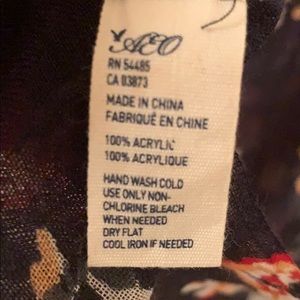 AEO
RN 54485
CA 03873
MADE IN CHINA
FABRIQUÉ EN CHINE
100% ACRYLIC
100% ACRYLIQUE
HAND WASH COLD
USE ONLY NON-
CHLORINE BLEACH
WHEN NEEDED
DRY FLAT
COOL IRON IF NEEDED